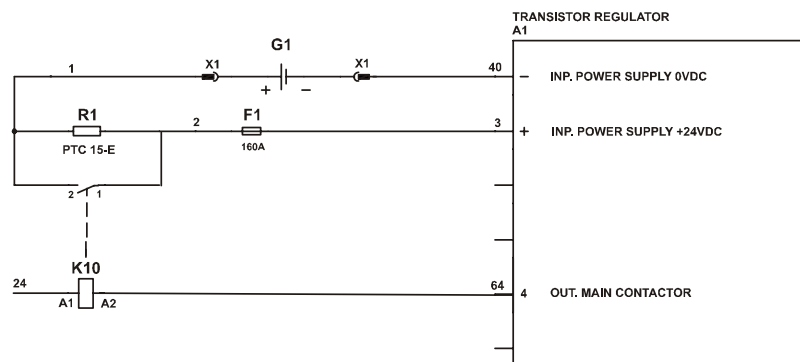 TRANSISTOR REGULATOR
A1
G1
1 X1 X1 40 − INP. POWER SUPPLY 0VDC
+ −
R1 2 F1 3 + INP. POWER SUPPLY +24VDC
PTC 15-E 160A
2 1
K10
24 64 4 OUT. MAIN CONTACTOR
A1 A2